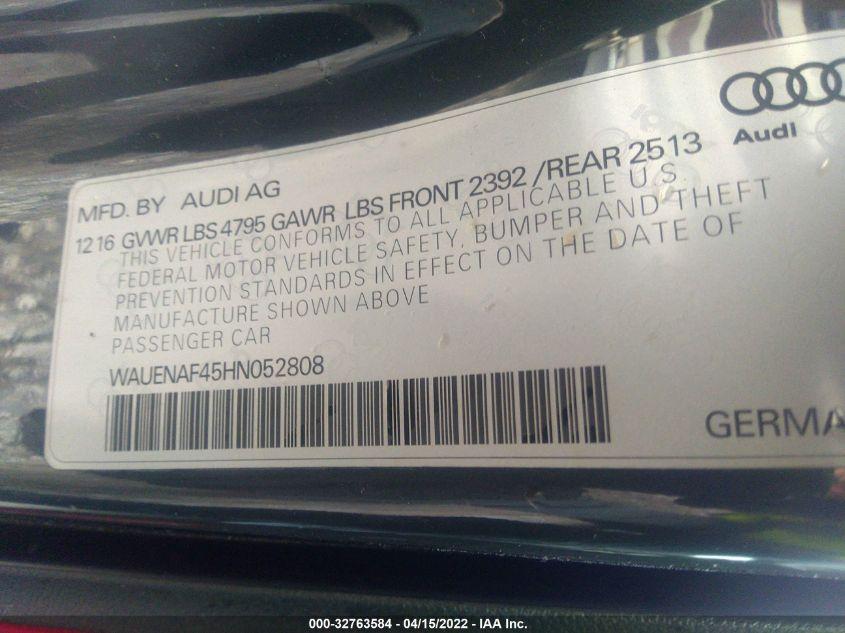 Audi
MFD. BY AUDI AG
12 16 GVWR LBS 4795 GAWR LBS FRONT 2392 /REAR 2513
THIS VEHICLE CONFORMS TO ALL APPLICABLE U.S.
FEDERAL MOTOR VEHICLE SAFETY, BUMPER AND THEFT
PREVENTION STANDARDS IN EFFECT ON THE DATE OF
MANUFACTURE SHOWN ABOVE
PASSENGER CAR
WAUENAF45HN052808
GERMA
000-32763584 - 04/15/2022 - IAA Inc.